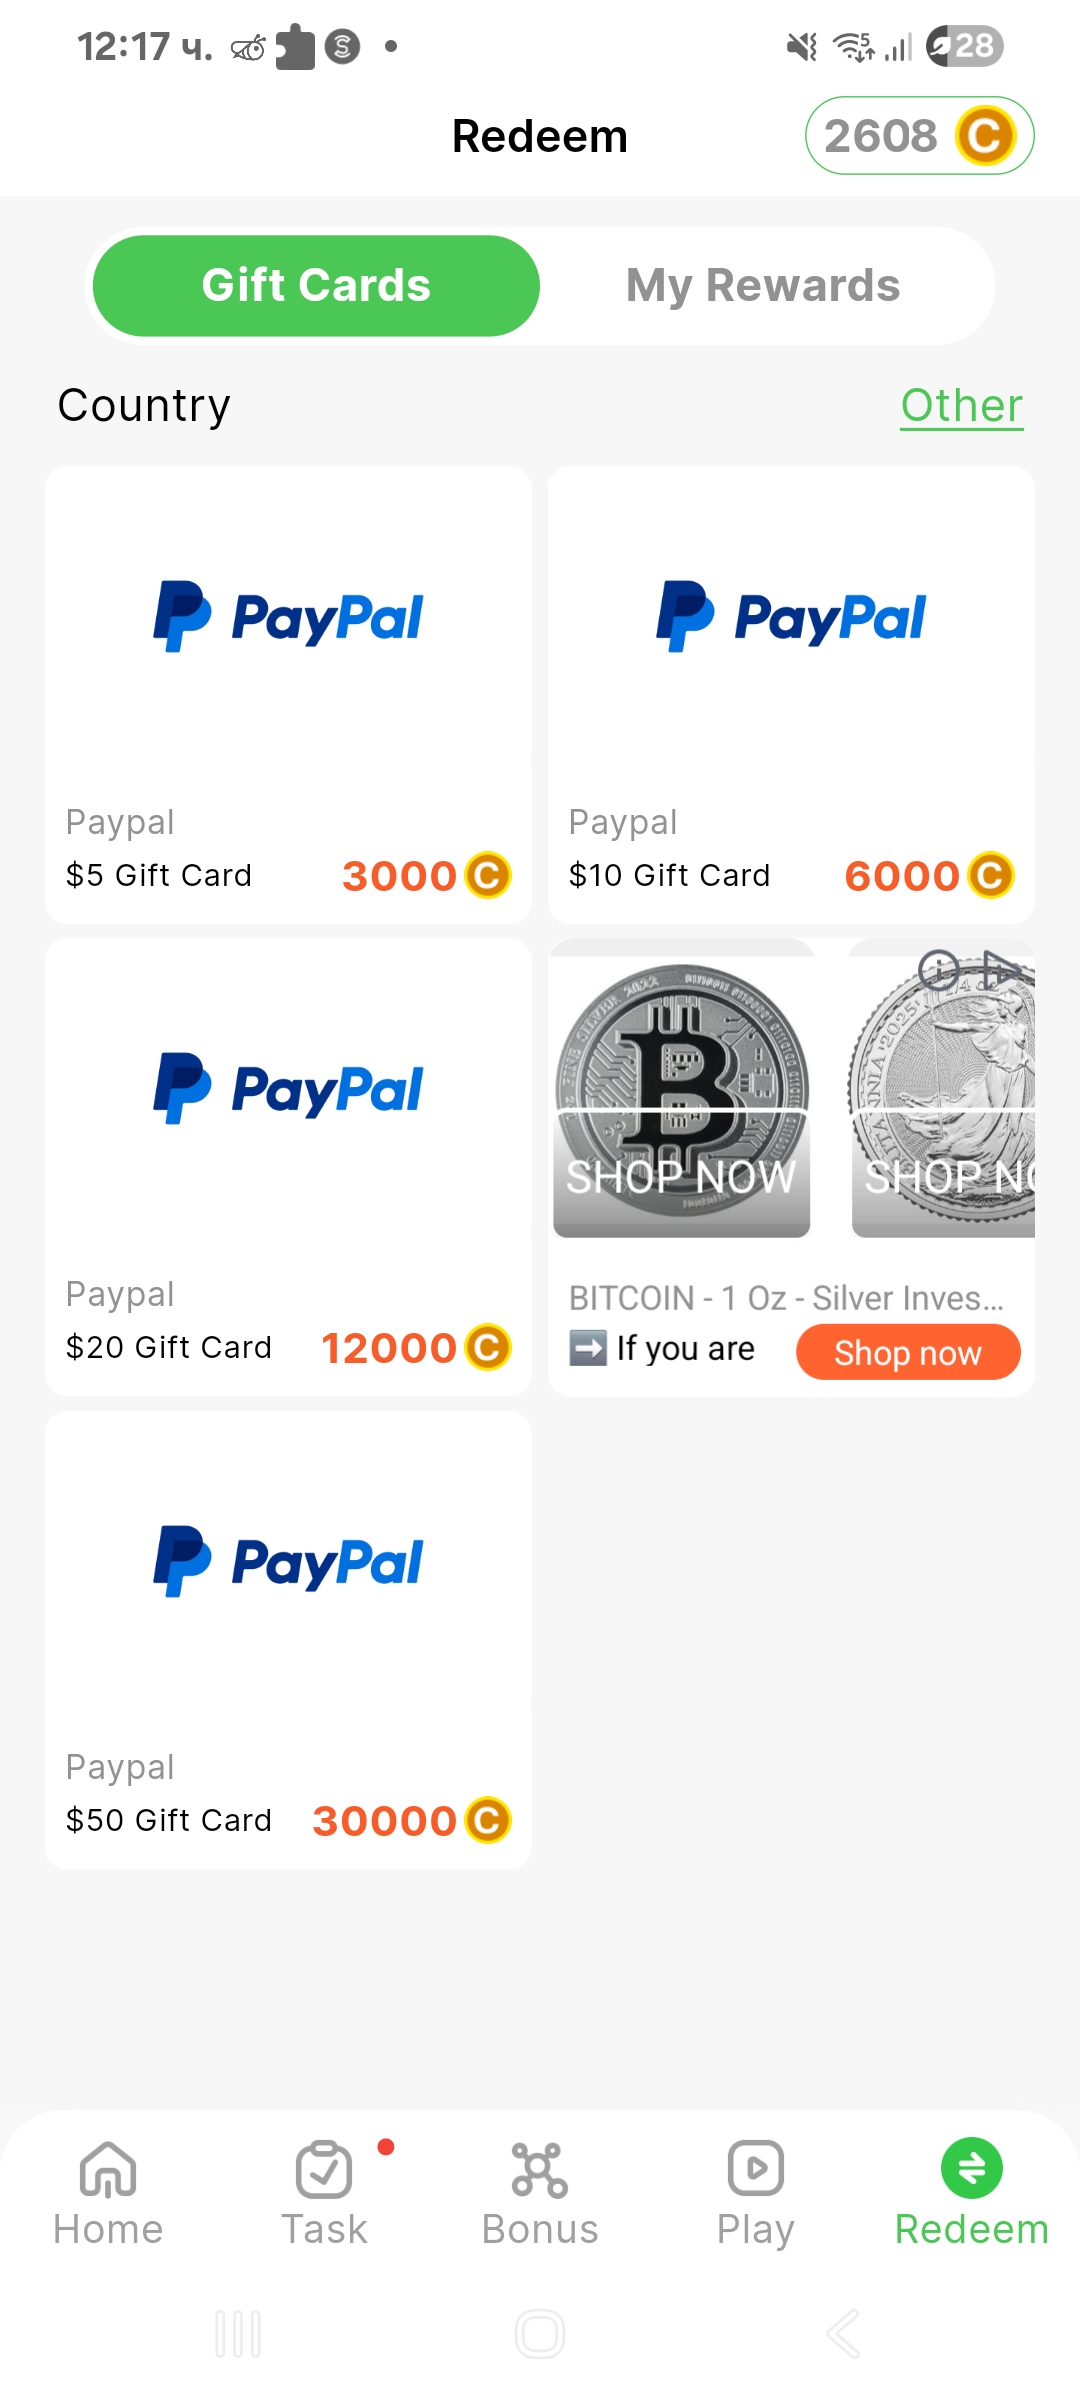 12:17 ч.
28
Redeem
2608
Gift Cards
My Rewards
Country
Other
PayPal
PayPal
Paypal
$5 Gift Card
3000
Paypal
$10 Gift Card
6000
PayPal
SHOP NOW
SHOP NO
Paypal
$20 Gift Card
12000
BITCOIN - 1 Oz - Silver Inves...
➡️ If you are
Shop now
PayPal
Paypal
$50 Gift Card
30000
Home
Task
Bonus
Play
Redeem